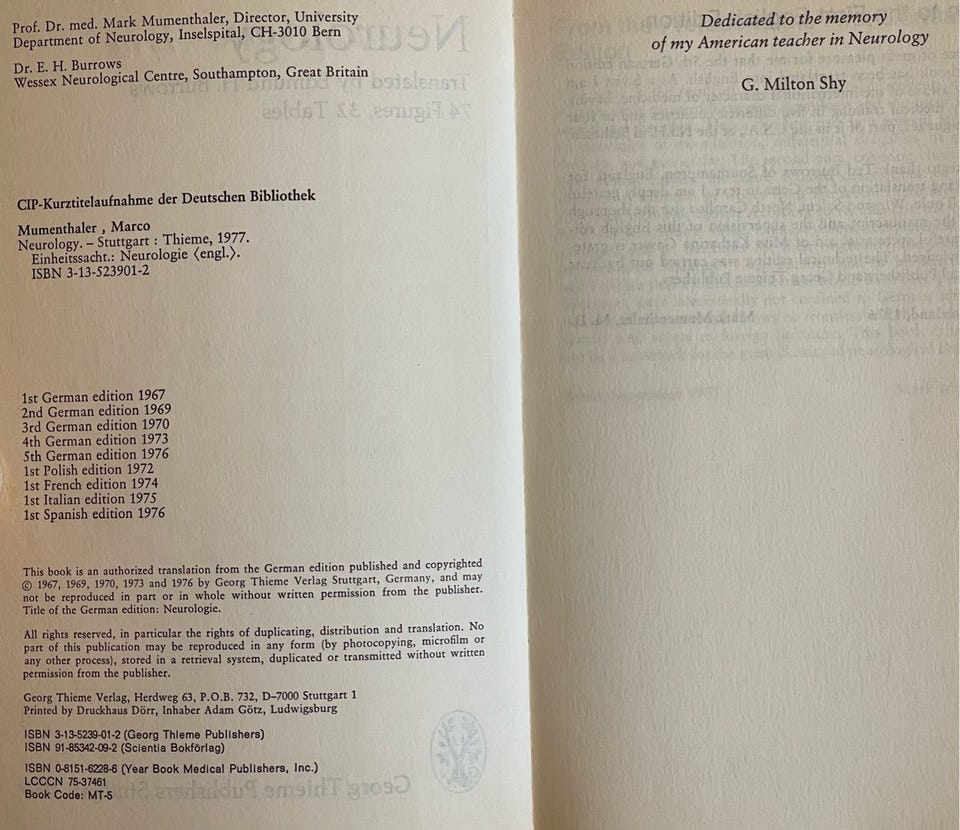 Prof. Dr. med. Mark Mumenthaler, Director, University
Department of Neurology, Inselspital, CH-3010 Bern
Dr. E. H. Burrows
Wessex Neurological Centre, Southampton, Great Britain
CIP-Kurztitelaufnahme der Deutschen Bibliothek
Mumenthaler , Marco
Neurology. – Stuttgart : Thieme, 1977.
Einheitssacht.: Neurologie ⟨engl.⟩.
ISBN 3-13-523901-2
1st German edition 1967
2nd German edition 1969
3rd German edition 1970
4th German edition 1973
5th German edition 1976
1st Polish edition 1972
1st French edition 1974
1st Italian edition 1975
1st Spanish edition 1976
This book is an authorized translation from the German edition published and copyrighted
© 1967, 1969, 1970, 1973 and 1976 by Georg Thieme Verlag Stuttgart, Germany, and may
not be reproduced in part or in whole without written permission from the publisher.
Title of the German edition: Neurologie.
All rights reserved, in particular the rights of duplicating, distribution and translation. No
part of this publication may be reproduced in any form (by photocopying, microfilm or
any other process), stored in a retrieval system, duplicated or transmitted without written
permission from the publisher.
Georg Thieme Verlag, Herdweg 63, P.O.B. 732, D–7000 Stuttgart 1
Printed by Druckhaus Dörr, Inhaber Adam Götz, Ludwigsburg
ISBN 3-13-5239-01-2 (Georg Thieme Publishers)
ISBN 91-85342-09-2 (Scientia Bokförlag)
ISBN 0-8151-6228-6 (Year Book Medical Publishers, Inc.)
LCCCN 75-37461
Book Code: MT-5
Dedicated to the memory
of my American teacher in Neurology
G. Milton Shy